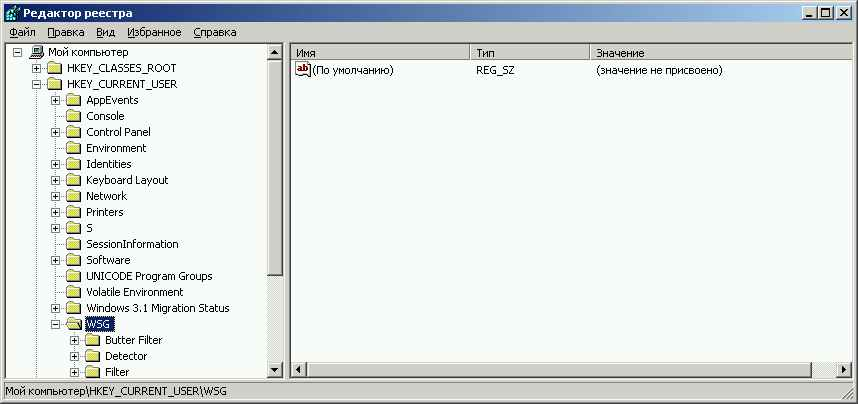 Редактор реестра
Файл Правка Вид Избранное Справка
Мой компьютер
HKEY_CLASSES_ROOT
HKEY_CURRENT_USER
AppEvents
Console
Control Panel
Environment
Identities
Keyboard Layout
Network
Printers
S
SessionInformation
Software
UNICODE Program Groups
Volatile Environment
Windows 3.1 Migration Status
WSG
Butter Filter
Detector
Filter
Имя Тип Значение
ab (По умолчанию) REG_SZ (значение не присвоено)
Мой компьютер\HKEY_CURRENT_USER\WSG